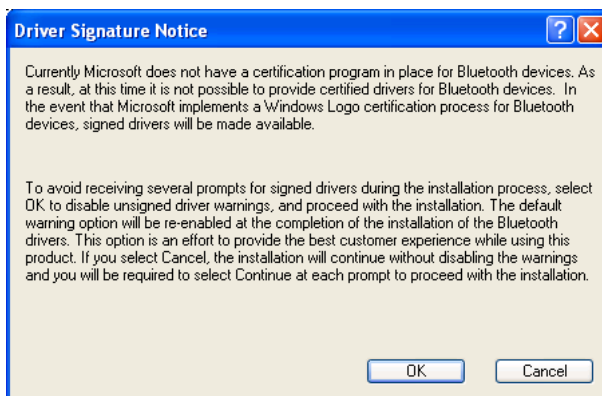 Driver Signature Notice
Currently Microsoft does not have a certification program in place for Bluetooth devices. As
a result, at this time it is not possible to provide certified drivers for Bluetooth devices.  In
the event that Microsoft implements a Windows Logo certification process for Bluetooth
devices, signed drivers will be made available.
To avoid receiving several prompts for signed drivers during the installation process, select
OK to disable unsigned driver warnings, and proceed with the installation. The default
warning option will be re-enabled at the completion of the installation of the Bluetooth
drivers. This option is an effort to provide the best customer experience while using this
product. If you select Cancel, the installation will continue without disabling the warnings
and you will be required to select Continue at each prompt to proceed with the installation.
OK Cancel